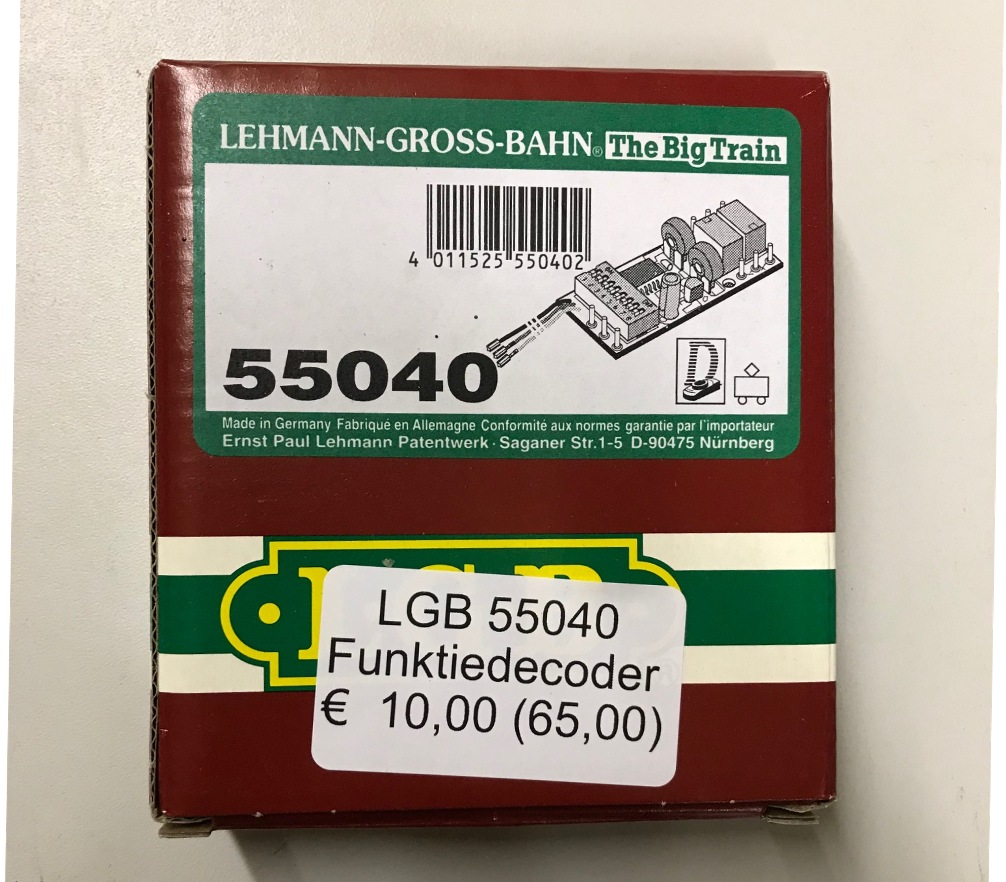 LEHMANN-GROSS-BAHN® The Big Train
4 011525 550402
55040
Made in Germany Fabriqué en Allemagne Conformité aux normes garantie par l'importateur
Ernst Paul Lehmann Patentwerk · Saganer Str.1-5 D-90475 Nürnberg
LGB 55040
Funktiedecoder
€ 10,00 (65,00)